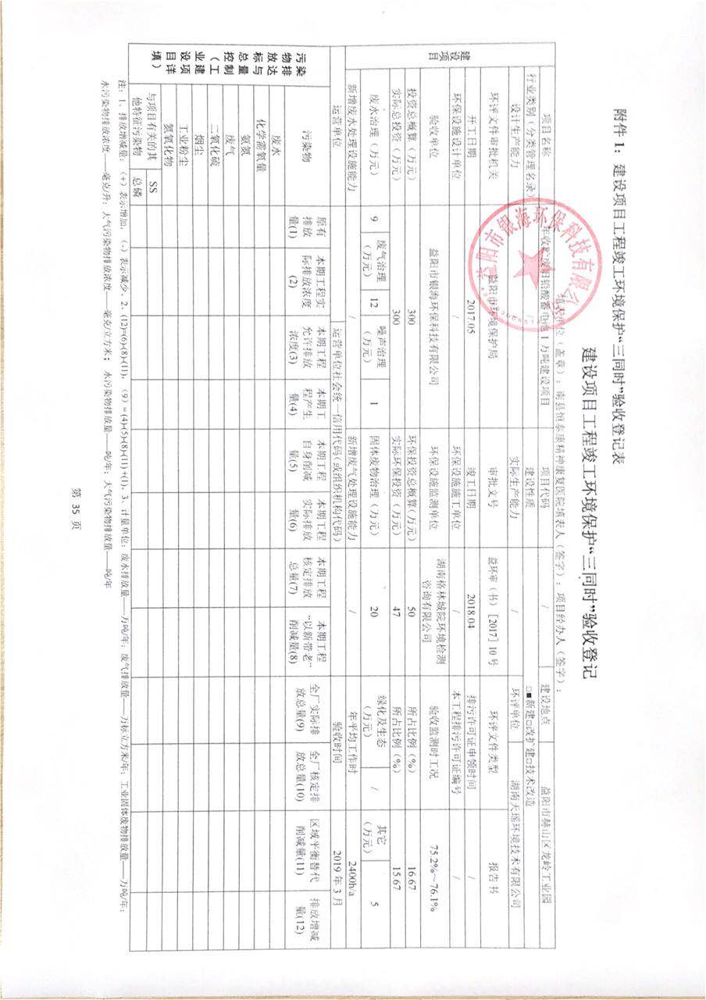 附件 1：建设项目工程竣工环境保护“三同时”验收登记表
建设项目工程竣工环境保护“三同时”验收登记
填表单位（盖章）：南县恒泰康精神康复医院填表人（签字）：项目经办人（签字）：
建设项目
项目名称 年收贮废旧铅酸蓄电池 1 万吨建设项目 项目代码 / 建设地点 益阳市赫山区龙岭工业园
行业类别（分类管理名录） 建设性质 □■新建□改扩建□技术改造
设计生产能力 实际生产能力 / 环评单位 湖南天瑶环境技术有限公司
环评文件审批机关 益阳市环境保护局 审批文号 益环审（书）[2017] 10 号 环评文件类型 报告书
开工日期 2017.05 竣工日期 2018.04 排污许可证申领时间 /
环保设施设计单位 / 环保设施施工单位 / 本工程排污许可证编号 /
验收单位 益阳市银海环保科技有限公司 环保设施监测单位 湖南格林城院环境检测咨询有限公司 验收监测时工况 75.2%～76.1%
投资总概算（万元） 300 环保投资总概算(万元) 50 所占比例（%） 16.67
实际总投资（万元） 300 实际环保投资（万元） 47 所占比例（%） 15.67
废水治理（万元） 9 废气治理（万元） 12 噪声治理（万元） 1 固体废物治理（万元） 20 绿化及生态（万元） / 其它（万元） 5
新增废水处理设施能力 / 新增废气处理设施能力 / 年平均工作时 2400h/a
运营单位 运营单位社会统一信用代码(或组织机构代码) 验收时间 2019 年 3 月
污染物排放达标与总量控制（工业建设项目详填）
污染物 原有排放量(1) 本期工程实际排放浓度(2) 本期工程允许排放浓度(3) 本期工程产生量(4) 本期工程自身削减量(5) 本期工程实际排放量(6) 本期工程核定排放总量(7) 本期工程“以新带老”削减量(8) 全厂实际排放总量(9) 全厂核定排放总量(10) 区域平衡替代削减量(11) 排放增减量(12)
废水
化学需氧量
氨氮
废气
二氧化硫
烟尘
工业粉尘
氮氧化物
与项目有关的其他特征污染物 SS
总磷
注：1、排放增减量：（+）表示增加，（-）表示减少。2、(12)=(6)-(8)-(11)，（9）=(4)-(5)-(8)-(11)+(1)。3、计量单位：废水排放量——万吨/年；废气排放量——万标立方米/年；工业固体废物排放量——万吨/年；
水污染物排放浓度——毫克/升；大气污染物排放浓度——毫克/立方米；水污染物排放量——吨/年；大气污染物排放量——吨/年
第 35 页
益阳市银海环保科技有限公司